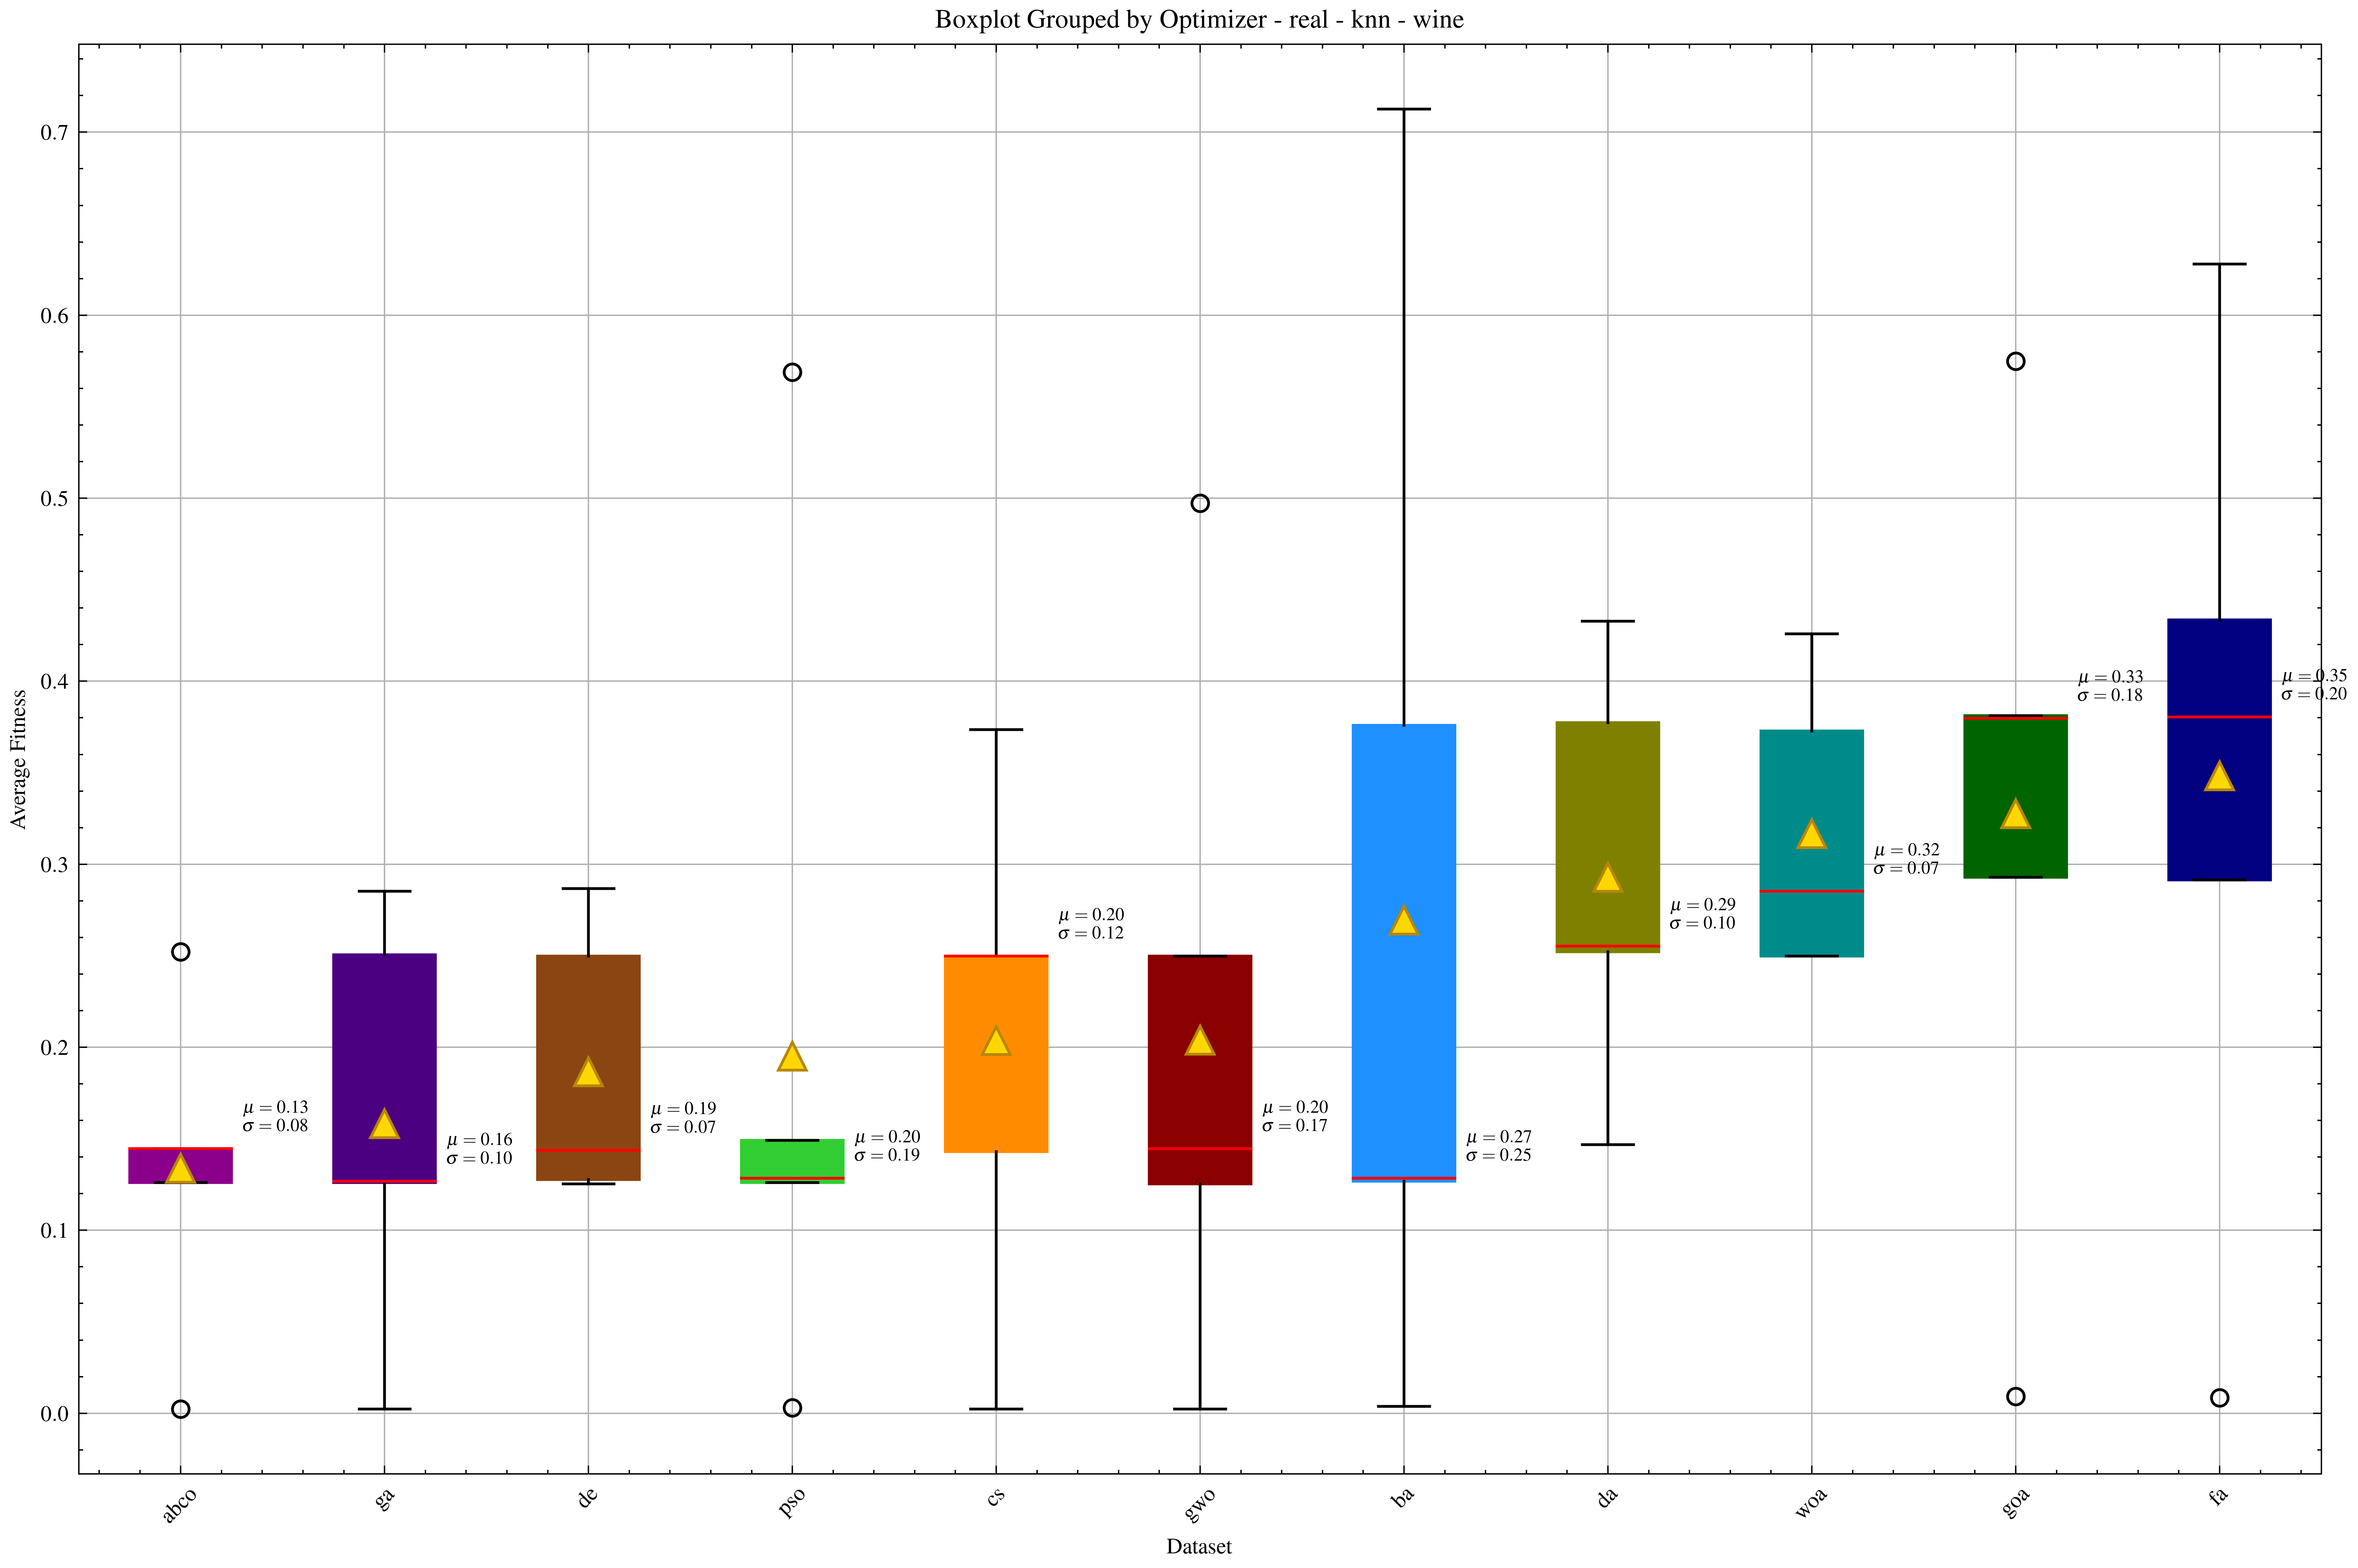 Boxplot Grouped by Optimizer - real - knn - wine
Average Fitness
0.7
0.6
0.5
0.4
0.3
0.2
0.1
0.0
μ = 0.13
σ = 0.08
μ = 0.16
σ = 0.10
μ = 0.19
σ = 0.07
μ = 0.20
σ = 0.19
μ = 0.20
σ = 0.12
μ = 0.20
σ = 0.17
μ = 0.27
σ = 0.25
μ = 0.29
σ = 0.10
μ = 0.32
σ = 0.07
μ = 0.33
σ = 0.18
μ = 0.35
σ = 0.20
abco
ga
de
pso
cs
gwo
ba
da
woa
goa
fa
Dataset